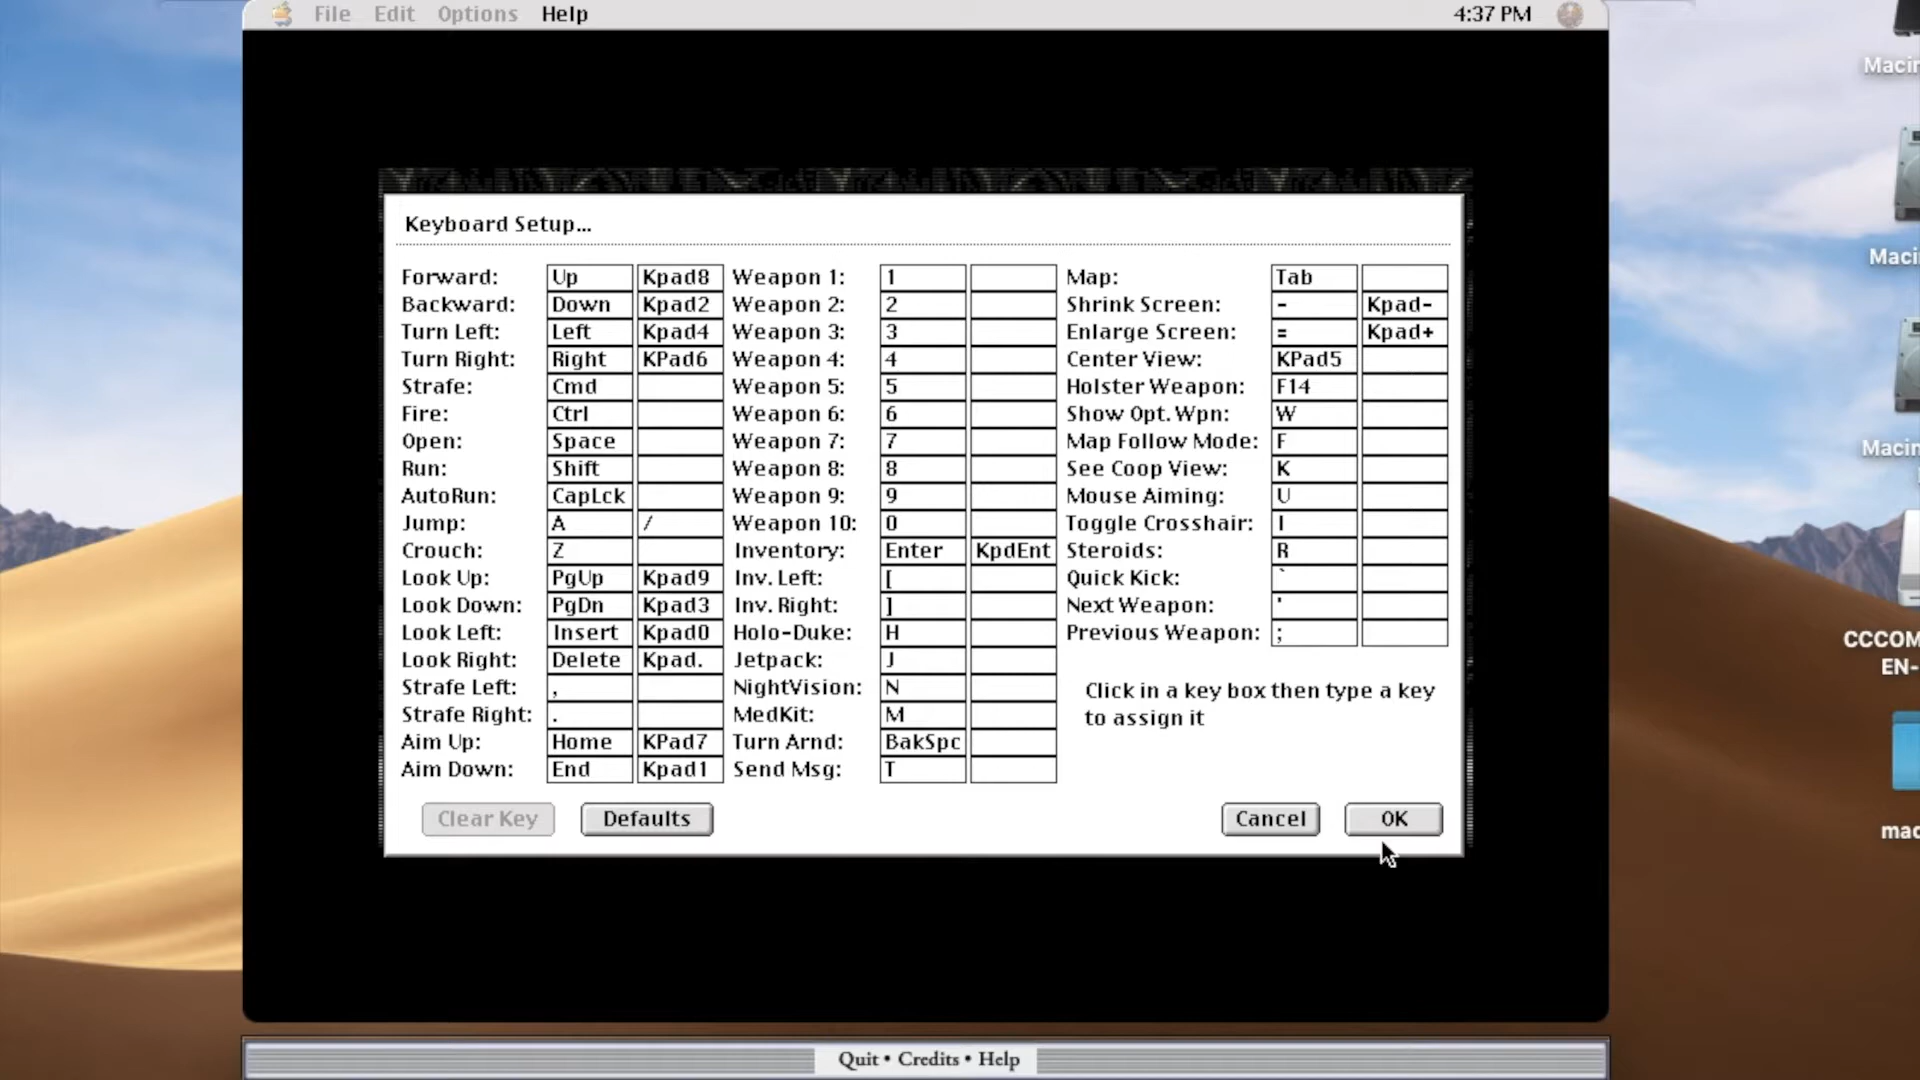 File Edit Options Help 4:37 PM
Keyboard Setup...
Forward: Up Kpad8 Weapon 1: 1 Map: Tab
Backward: Down Kpad2 Weapon 2: 2 Shrink Screen: - Kpad-
Turn Left: Left Kpad4 Weapon 3: 3 Enlarge Screen: = Kpad+
Turn Right: Right KPad6 Weapon 4: 4 Center View: KPad5
Strafe: Cmd Weapon 5: 5 Holster Weapon: F14
Fire: Ctrl Weapon 6: 6 Show Opt. Wpn: W
Open: Space Weapon 7: 7 Map Follow Mode: F
Run: Shift Weapon 8: 8 See Coop View: K
AutoRun: CapLck Weapon 9: 9 Mouse Aiming: U
Jump: A / Weapon 10: 0 Toggle Crosshair: I
Crouch: Z Inventory: Enter KpdEnt Steroids: R
Look Up: PgUp Kpad9 Inv. Left: [ Quick Kick: `
Look Down: PgDn Kpad3 Inv. Right: ] Next Weapon: '
Look Left: Insert Kpad0 Holo-Duke: H Previous Weapon: ;
Look Right: Delete Kpad. Jetpack: J
Strafe Left: , NightVision: N
Strafe Right: . MedKit: M
Aim Up: Home KPad7 Turn Arnd: BakSpc
Aim Down: End Kpad1 Send Msg: T
Click in a key box then type a key
to assign it
Clear Key Defaults Cancel OK
Quit • Credits • Help
Macin
Maci
Macin
CCCOM
EN-
mac